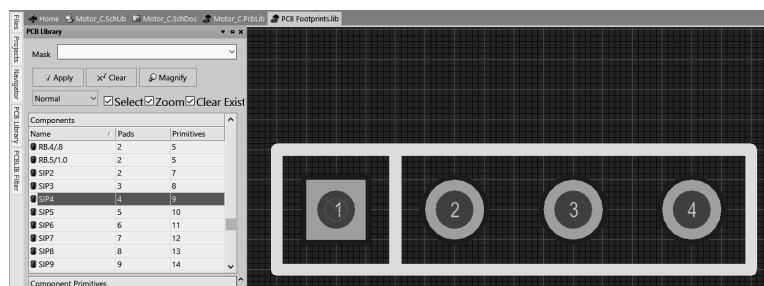 Home Motor_C.SchLib Motor_C.SchDoc Motor_C.PcbLib PCB Footprints.lib
Files
Projects
Navigator
PCB Library
PCBLIB Filter
PCB Library
Mask
Apply Clear Magnify
Normal Select Zoom Clear Exist
Components
Name / Pads Primitives
RB.4/.8 2 5
RB.5/1.0 2 5
SIP2 2 7
SIP3 3 8
SIP4 4 9
SIP5 5 10
SIP6 6 11
SIP7 7 12
SIP8 8 13
SIP9 9 14
Component Primitives
1 2 3 4